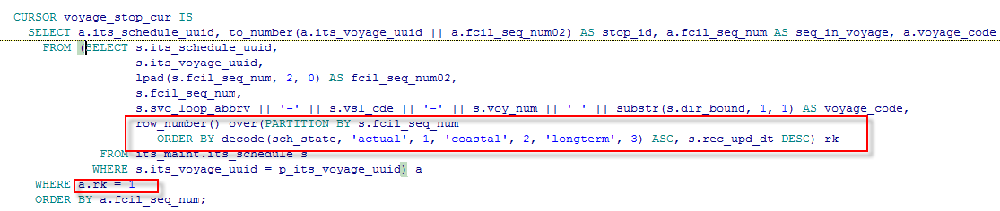 CURSOR voyage_stop_cur IS
SELECT a.its_schedule_uuid, to_number(a.its_voyage_uuid || a.fcil_seq_num02) AS stop_id, a.fcil_seq_num AS seq_in_voyage, a.voyage_code
FROM (SELECT s.its_schedule_uuid,
s.its_voyage_uuid,
lpad(s.fcil_seq_num, 2, 0) AS fcil_seq_num02,
s.fcil_seq_num,
s.svc_loop_abbrv || '-' || s.vsl_cde || '-' || s.voy_num || ' ' || substr(s.dir_bound, 1, 1) AS voyage_code,
row_number() over(PARTITION BY s.fcil_seq_num
ORDER BY decode(sch_state, 'actual', 1, 'coastal', 2, 'longterm', 3) ASC, s.rec_upd_dt DESC) rk
FROM its_maint.its_schedule s
WHERE s.its_voyage_uuid = p_its_voyage_uuid) a
WHERE a.rk = 1
ORDER BY a.fcil_seq_num;